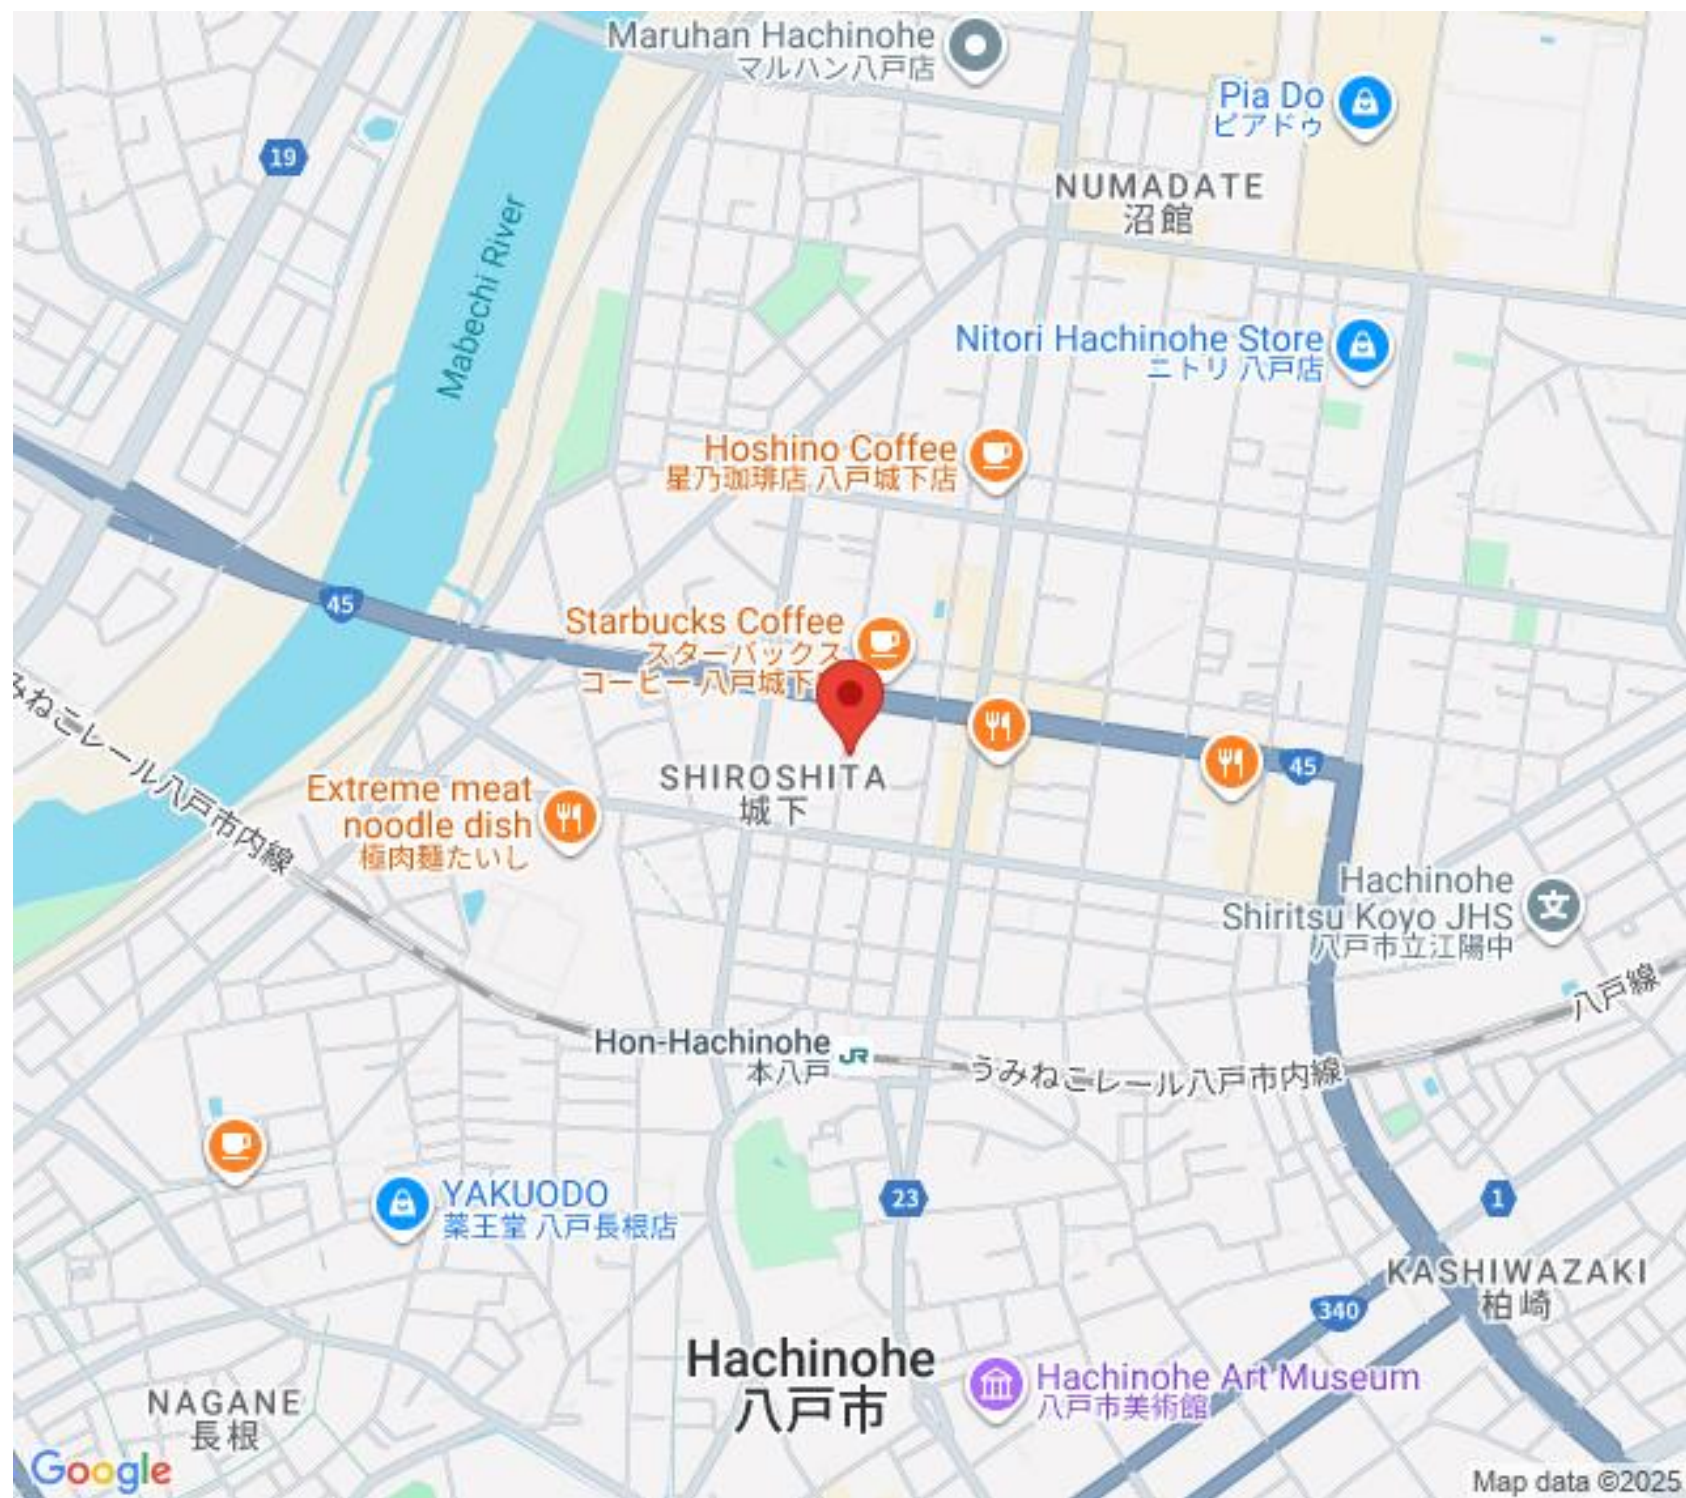 Maruhan Hachinohe
マルハン八戸店
Pia Do
ピアドゥ
19
NUMADATE
沼館
Mabechi River
Nitori Hachinohe Store
ニトリ 八戸店
Hoshino Coffee
星乃珈琲店 八戸城下店
45
Starbucks Coffee
スターバックス
コーヒー 八戸城下
45
SHIROSHITA
城下
Extreme meat
noodle dish
極肉麺たいし
みねこレール八戸市内線
Hachinohe
Shiritsu Koyo JHS
八戸市立江陽中
八戸線
Hon-Hachinohe
本八戸
JR
うみねこレール八戸市内線
YAKUODO
薬王堂 八戸長根店
23
1
KASHIWAZAKI
柏崎
340
Hachinohe
八戸市
Hachinohe Art Museum
八戸市美術館
NAGANE
長根
Google
Map data ©2025
文